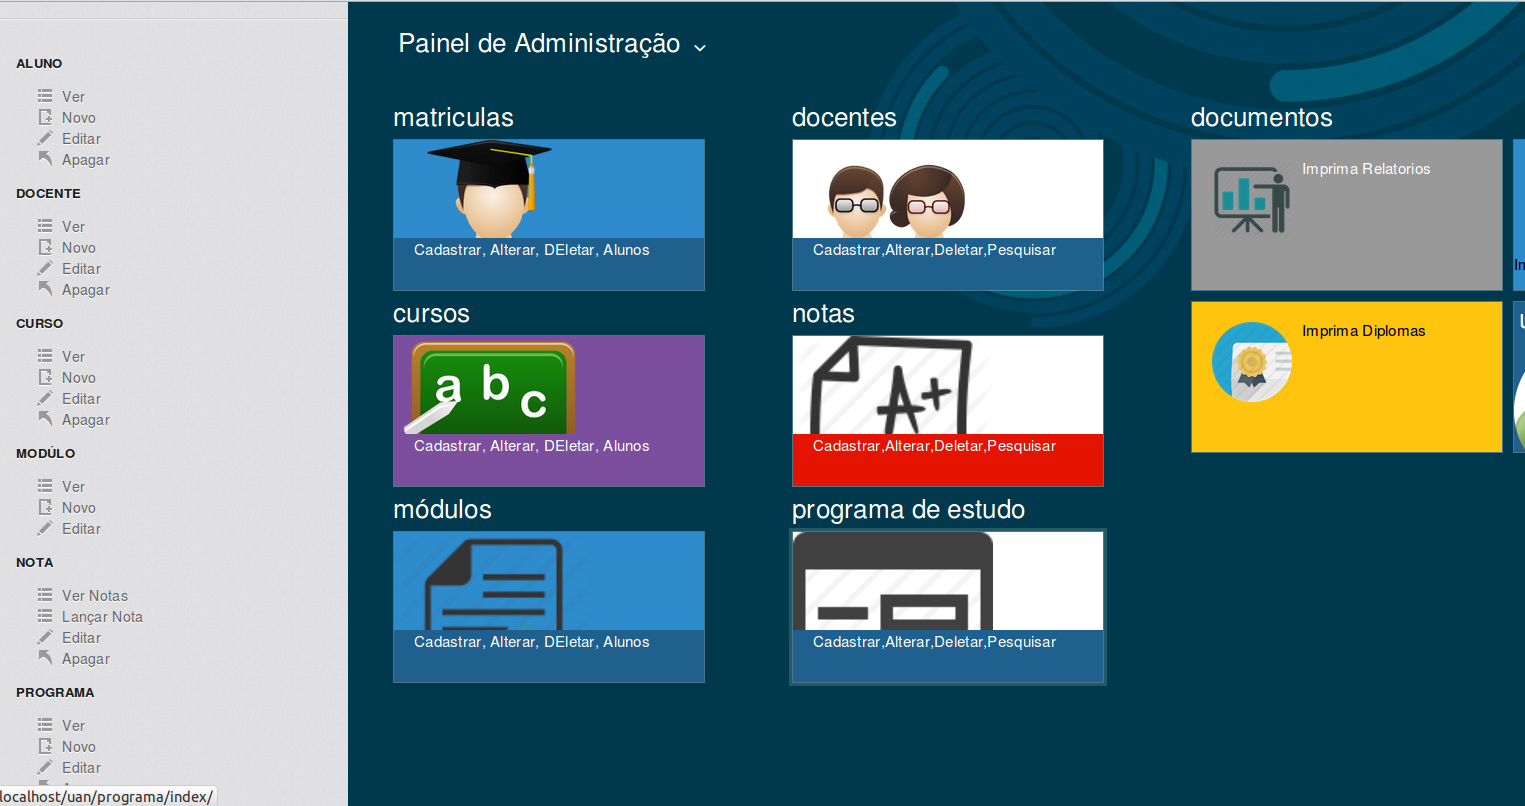 ALUNO
Ver
Novo
Editar
Apagar
DOCENTE
Ver
Novo
Editar
Apagar
CURSO
Ver
Novo
Editar
Apagar
MODÚLO
Ver
Novo
Editar
NOTA
Ver Notas
Lançar Nota
Editar
Apagar
PROGRAMA
Ver
Novo
Editar
localhost/uan/programa/index/
Painel de Administração
matriculas
Cadastrar, Alterar, DEletar, Alunos
cursos
a b c
Cadastrar, Alterar, DEletar, Alunos
módulos
Cadastrar, Alterar, DEletar, Alunos
docentes
Cadastrar,Alterar,Deletar,Pesquisar
notas
A+
Cadastrar,Alterar,Deletar,Pesquisar
programa de estudo
Cadastrar,Alterar,Deletar,Pesquisar
documentos
Imprima Relatorios
Imprima Diplomas